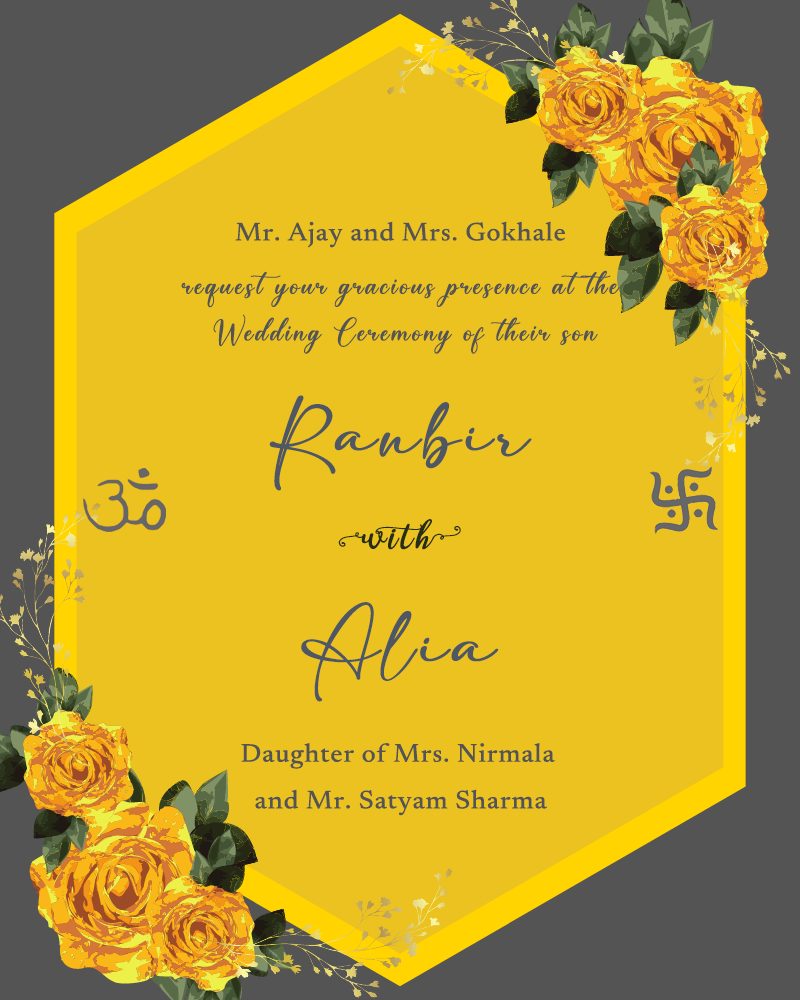 Mr. Ajay and Mrs. Gokhale
request your gracious presence at the
Wedding Ceremony of their son
Ranbir
ॐ
卐
with
Alia
Daughter of Mrs. Nirmala
and Mr. Satyam Sharma